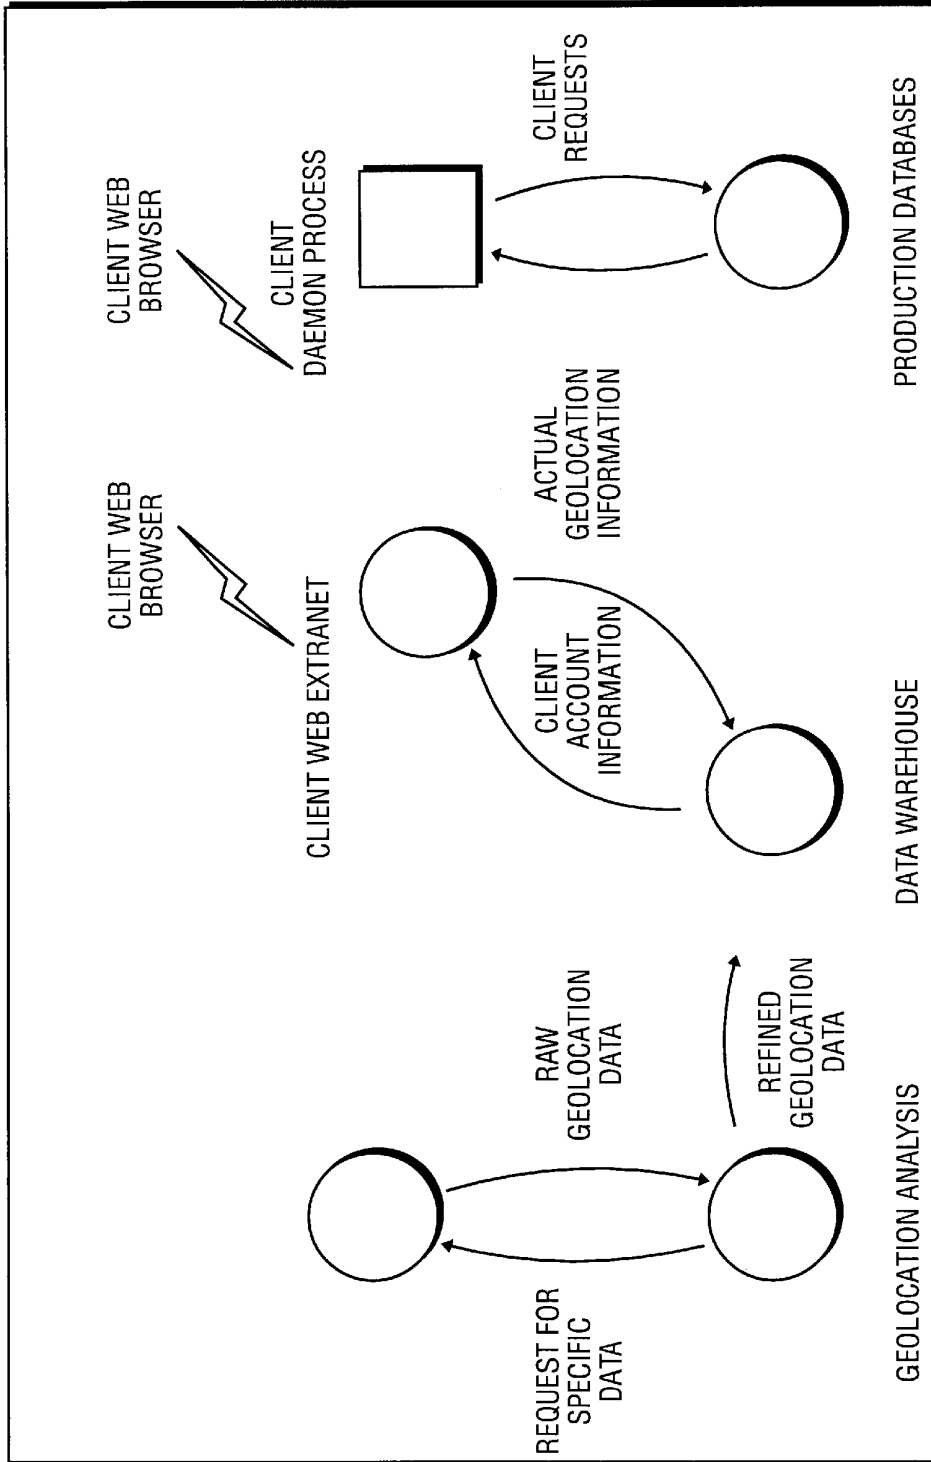 CLIENT WEB
BROWSER
CLIENT WEB
BROWSER
CLIENT WEB EXTRANET
CLIENT
DAEMON PROCESS
REQUEST FOR
SPECIFIC
DATA
RAW
GEOLOCATION
DATA
CLIENT
ACCOUNT
INFORMATION
ACTUAL
GEOLOCATION
INFORMATION
CLIENT
REQUESTS
REFINED
GEOLOCATION
DATA
GEOLOCATION ANALYSIS
DATA WAREHOUSE
PRODUCTION DATABASES